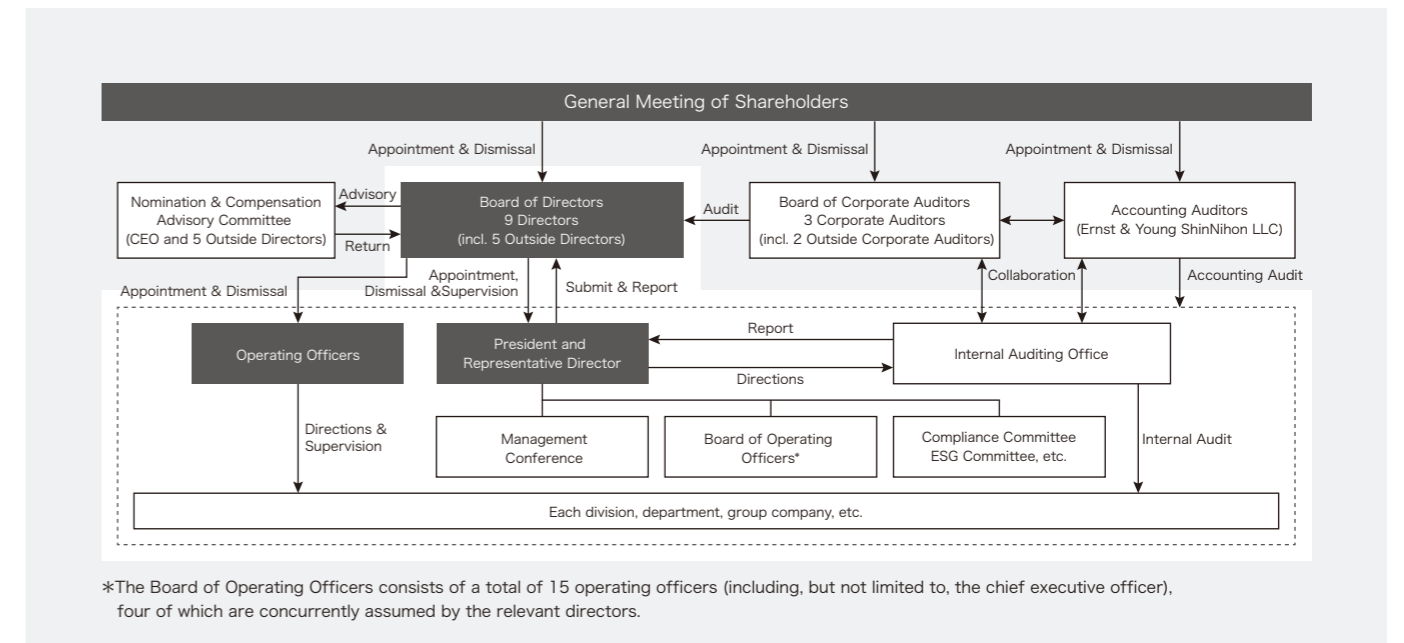 General Meeting of Shareholders
Appointment & Dismissal
Appointment & Dismissal
Appointment & Dismissal
Nomination & Compensation
Advisory Committee
(CEO and 5 Outside Directors)
Advisory
Return
Board of Directors
9 Directors
(incl. 5 Outside Directors)
Audit
Board of Corporate Auditors
3 Corporate Auditors
(incl. 2 Outside Corporate Auditors)
Accounting Auditors
(Ernst & Young ShinNihon LLC)
Appointment & Dismissal
Appointment,
Dismissal &Supervision
Submit & Report
Collaboration
Accounting Audit
Operating Officers
President and
Representative Director
Report
Directions
Internal Auditing Office
Directions &
Supervision
Management
Conference
Board of Operating
Officers*
Compliance Committee
ESG Committee, etc.
Internal Audit
Each division, department, group company, etc.
*The Board of Operating Officers consists of a total of 15 operating officers (including, but not limited to, the chief executive officer),
four of which are concurrently assumed by the relevant directors.